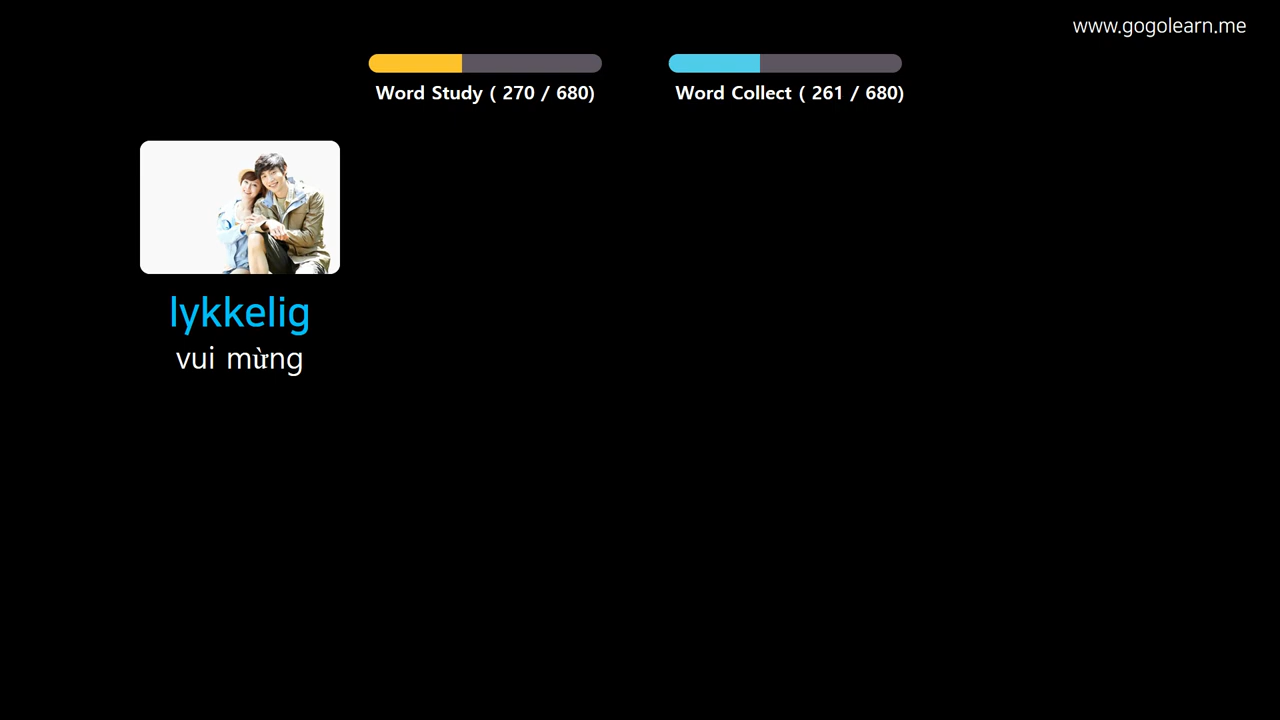 www.gogolearn.me
Word Study ( 270 / 680)
Word Collect ( 261 / 680)
lykkelig
vui mừng